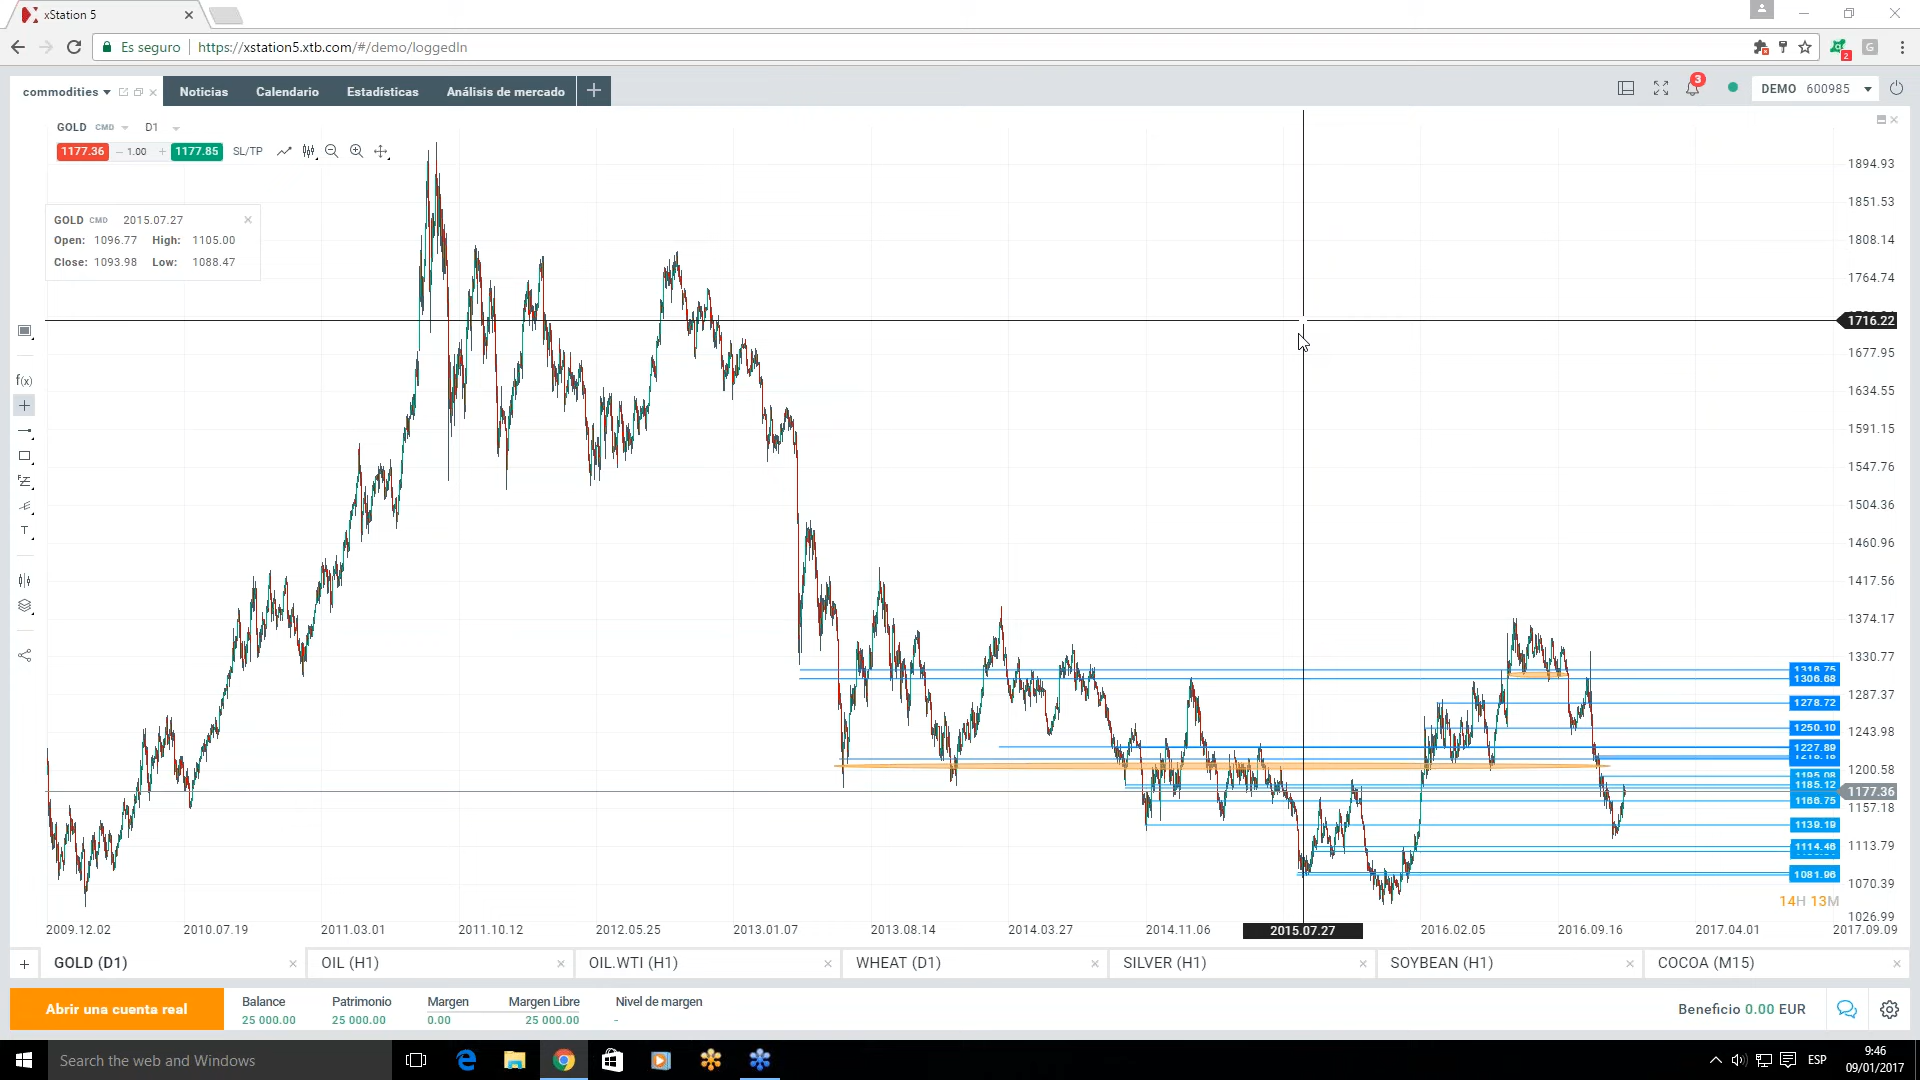 xStation 5
Es seguro https://xstation5.xtb.com/#/demo/loggedIn
2
G
commodities
Noticias
Calendario
Estadísticas
Análisis de mercado
3
DEMO 600985
GOLD CMD D1
1177.36 1.00 1177.85 SL/TP
GOLD CMD 2015.07.27
Open: 1096.77 High: 1105.00
Close: 1093.98 Low: 1088.47
f(x)
T
1894.93
1851.53
1808.14
1764.74
1716.22
1677.95
1634.55
1591.15
1547.76
1504.36
1460.96
1417.56
1374.17
1330.77
1287.37
1243.98
1200.58
1177.36
1157.18
1113.79
1070.39
1026.99
1316.75
1306.68
1278.72
1250.10
1227.89
1195.08
1185.12
1166.75
1139.19
1114.46
1081.96
14H 13M
2009.12.02
2010.07.19
2011.03.01
2011.10.12
2012.05.25
2013.01.07
2013.08.14
2014.03.27
2014.11.06
2015.07.27
2016.02.05
2016.09.16
2017.04.01
2017.09.09
GOLD (D1)
OIL (H1)
OIL.WTI (H1)
WHEAT (D1)
SILVER (H1)
SOYBEAN (H1)
COCOA (M15)
Abrir una cuenta real
Balance Patrimonio Margen Margen Libre Nivel de margen
25 000.00 25 000.00 0.00 25 000.00 -
Beneficio 0.00 EUR
Search the web and Windows
ESP
9:46
09/01/2017